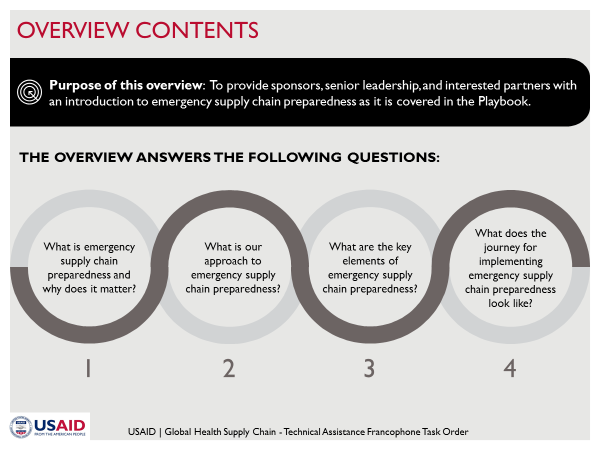 OVERVIEW CONTENTS
Purpose of this overview: To provide sponsors, senior leadership, and interested partners with
an introduction to emergency supply chain preparedness as it is covered in the Playbook.
THE OVERVIEW ANSWERS THE FOLLOWING QUESTIONS:
What is emergency
supply chain
preparedness and
why does it matter?
1
What is our
approach to
emergency supply
chain preparedness?
2
What are the key
elements of
emergency supply
chain preparedness?
3
What does the
journey for
implementing
emergency supply
chain preparedness
look like?
4
USAID
FROM THE AMERICAN PEOPLE
USAID | Global Health Supply Chain - Technical Assistance Francophone Task Order